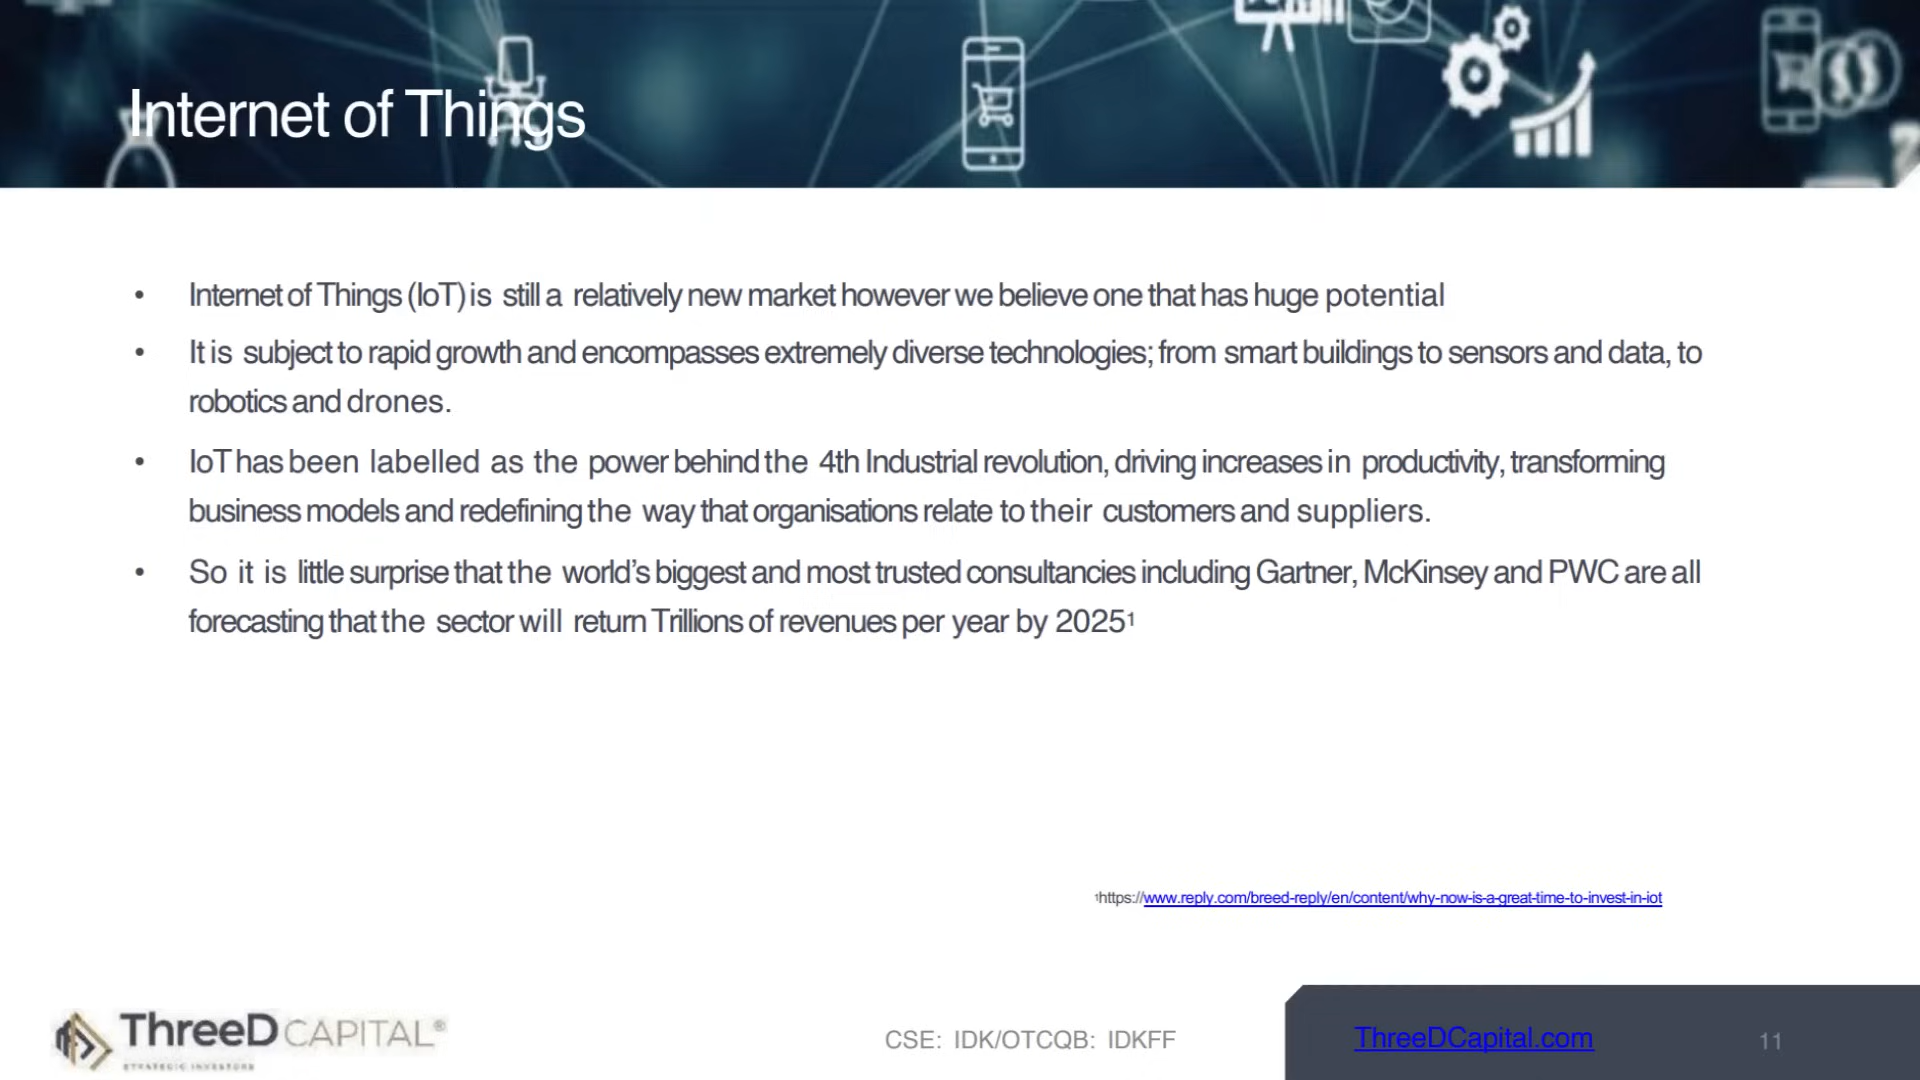 Internet of Things
• Internet of Things (IoT) is still a relatively new market however we believe one that has huge potential
• It is subject to rapid growth and encompasses extremely diverse technologies; from smart buildings to sensors and data, to
robotics and drones.
• IoT has been labelled as the power behind the 4th Industrial revolution, driving increases in productivity, transforming
business models and redefining the way that organisations relate to their customers and suppliers.
• So it is little surprise that the world’s biggest and most trusted consultancies including Gartner, McKinsey and PWC are all
forecasting that the sector will return Trillions of revenues per year by 2025¹
¹https://www.reply.com/breed-reply/en/content/why-now-is-a-great-time-to-invest-in-iot
ThreeD CAPITAL®
STRATEGIC INVESTORS
CSE: IDK/OTCQB: IDKFF
ThreeDCapital.com
11